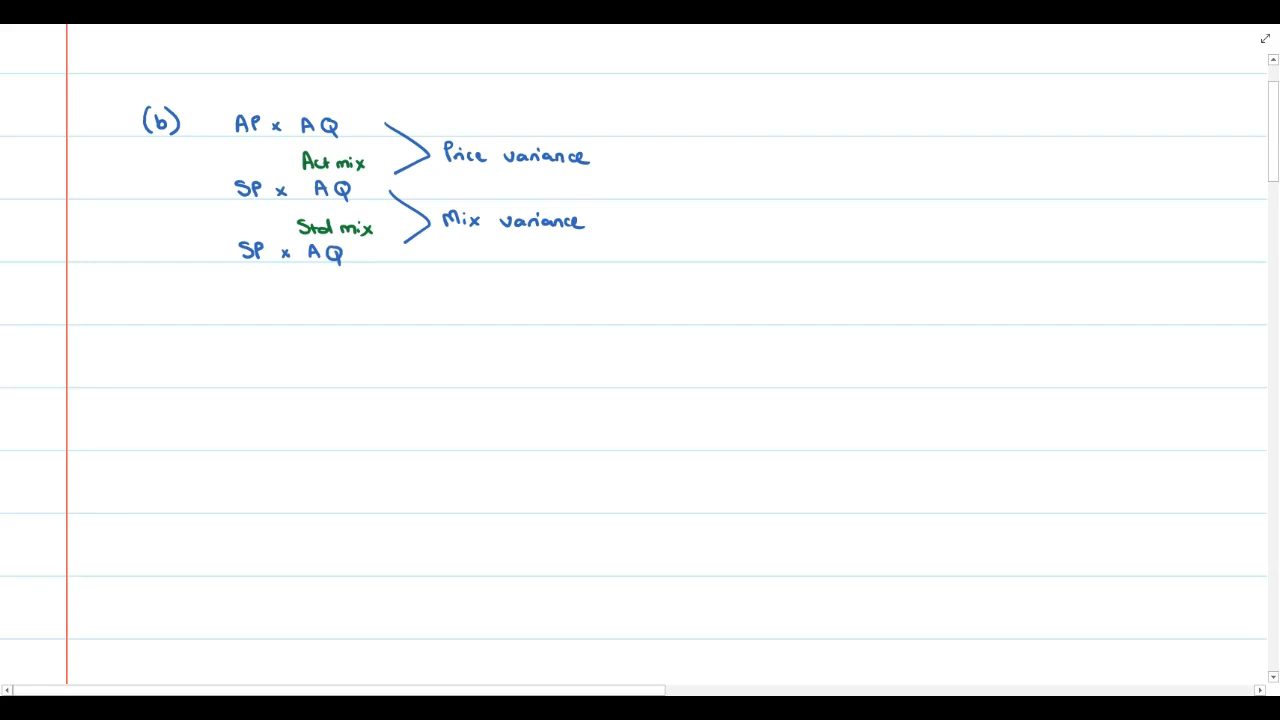 (b) AP x AQ
Price variance
Act mix
SP x AQ
Mix variance
Std mix
SP x AQ